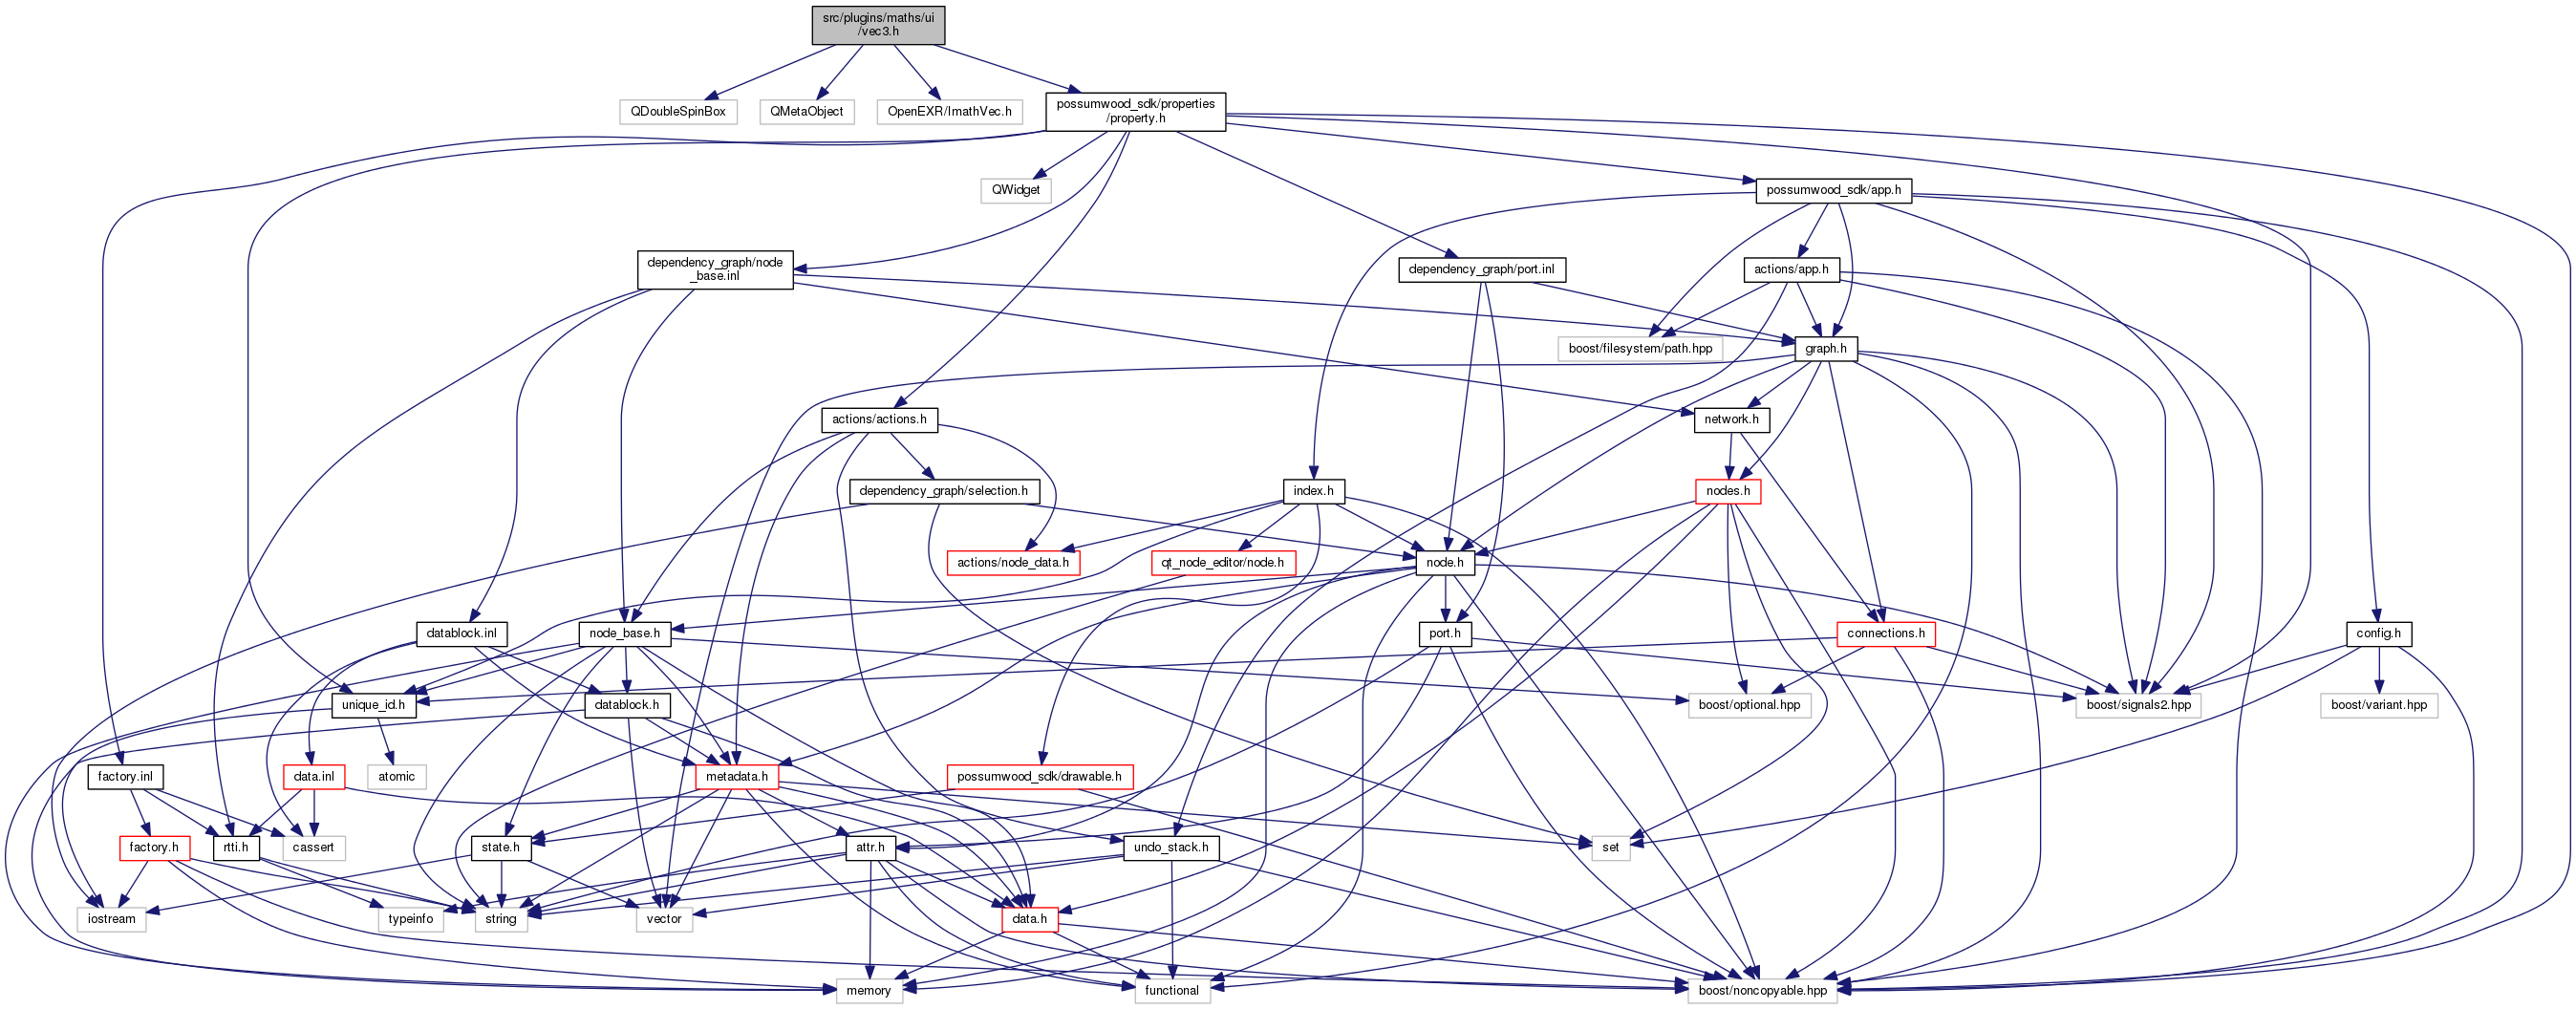 src/plugins/maths/ui
/vec3.h
QDoubleSpinBox
QMetaObject
OpenEXR/ImathVec.h
possumwood_sdk/properties
/property.h
QWidget
possumwood_sdk/app.h
dependency_graph/node
_base.inl
dependency_graph/port.inl
actions/app.h
boost/filesystem/path.hpp
graph.h
actions/actions.h
network.h
dependency_graph/selection.h
index.h
nodes.h
actions/node_data.h
qt_node_editor/node.h
node.h
datablock.inl
node_base.h
port.h
connections.h
config.h
unique_id.h
datablock.h
boost/optional.hpp
boost/signals2.hpp
boost/variant.hpp
factory.inl
data.inl
atomic
metadata.h
possumwood_sdk/drawable.h
factory.h
rtti.h
cassert
state.h
attr.h
undo_stack.h
set
iostream
typeinfo
string
vector
data.h
memory
functional
boost/noncopyable.hpp